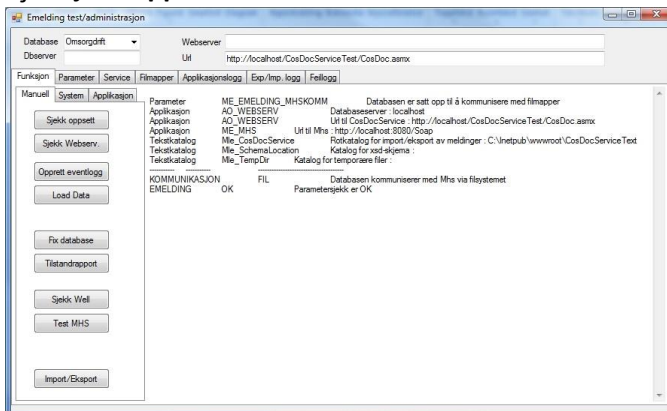 Emelding test/administrasjon
Database Omsorgdrift Webserver
Dbserver Url http://localhost/CosDocServiceTest/CosDoc.asmx
Funksjon Parameter Service Filmapper Applikasjonslogg Exp/Imp. logg Feillogg
Manuell System Applikasjon
Sjekk oppsett
Sjekk Webserv.
Opprett eventlogg
Load Data
Fix database
Tilstandrapport
Sjekk Well
Test MHS
Import/Eksport
Parameter ME_EMELDING_MHSKOMM Databasen er satt opp til å kommunisere med filmapper
Applikasjon AO_WEBSERV Databaseserver : localhost
Applikasjon AO_WEBSERV Url til CosDocService : http://localhost/CosDocServiceTest/CosDoc.asmx
Applikasjon ME_MHS Url til Mhs : http://localhost:8080/Soap
Tekstkatalog Mle_CosDocService Rotkatalog for import/eksport av meldinger : C:\Inetpub\wwwroot\CosDocServiceText
Tekstkatalog Mle_SchemaLocation Katalog for xsd-skjema :
Tekstkatalog Mle_TempDir Katalog for temporære filer :
KOMMUNIKASJON FIL Databasen kommuniserer med Mhs via filsystemet
EMELDING OK Parametersjekk er OK